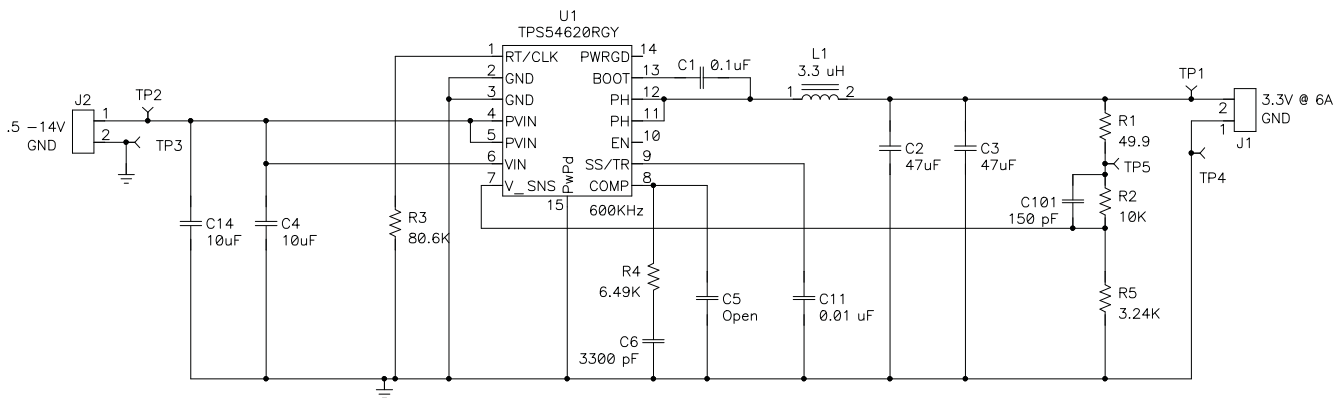 U1
TPS54620RGY
1 RT/CLK PWRGD 14
2 GND BOOT 13
3 GND PH 12
4 PVIN PH 11
5 PVIN EN 10
6 VIN SS/TR 9
7 V_SNS COMP 8
PwPd
15
600KHz
J2
1
2
.5 -14V
GND
TP2
TP3
C14
10uF
C4
10uF
R3
80.6K
C1 0.1uF
L1
3.3 uH
1 2
C2
47uF
C3
47uF
R4
6.49K
C6
3300 pF
C5
Open
C11
0.01 uF
R1
49.9
TP5
C101
150 pF
R2
10K
R5
3.24K
TP1
TP4
3.3V @ 6A
2
GND
1
J1